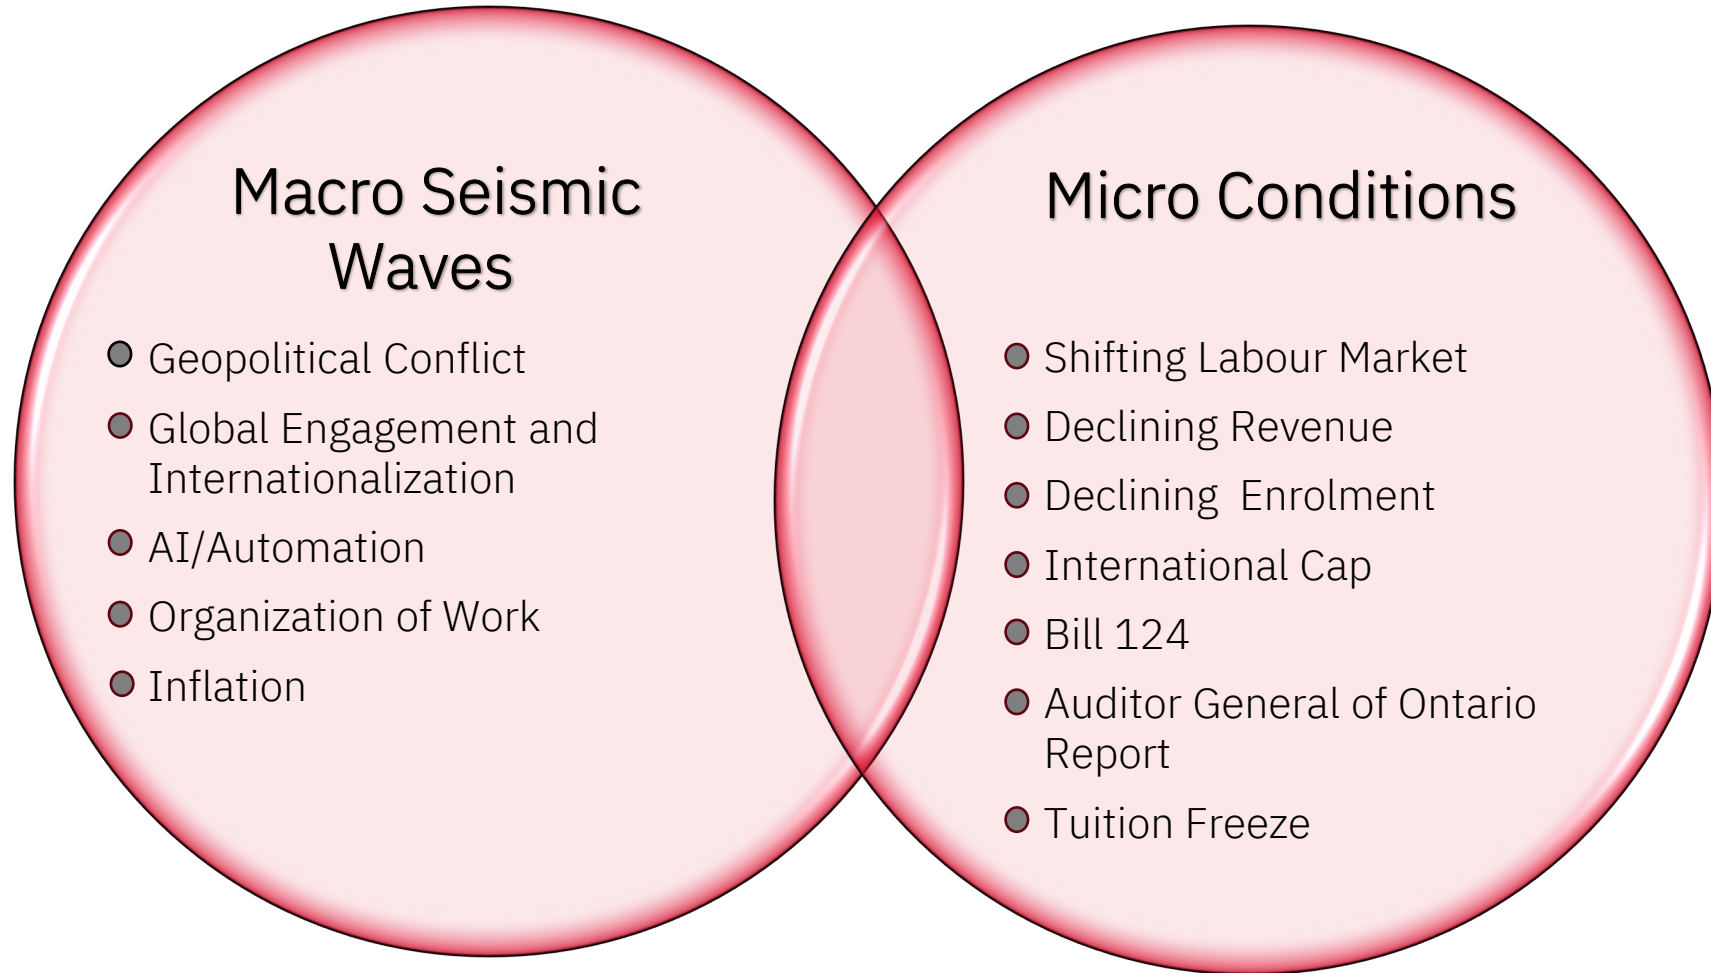 Macro Seismic
Waves
Geopolitical Conflict
Global Engagement and
Internationalization
AI/Automation
Organization of Work
Inflation
Micro Conditions
Shifting Labour Market
Declining Revenue
Declining  Enrolment
International Cap
Bill 124
Auditor General of Ontario
Report
Tuition Freeze